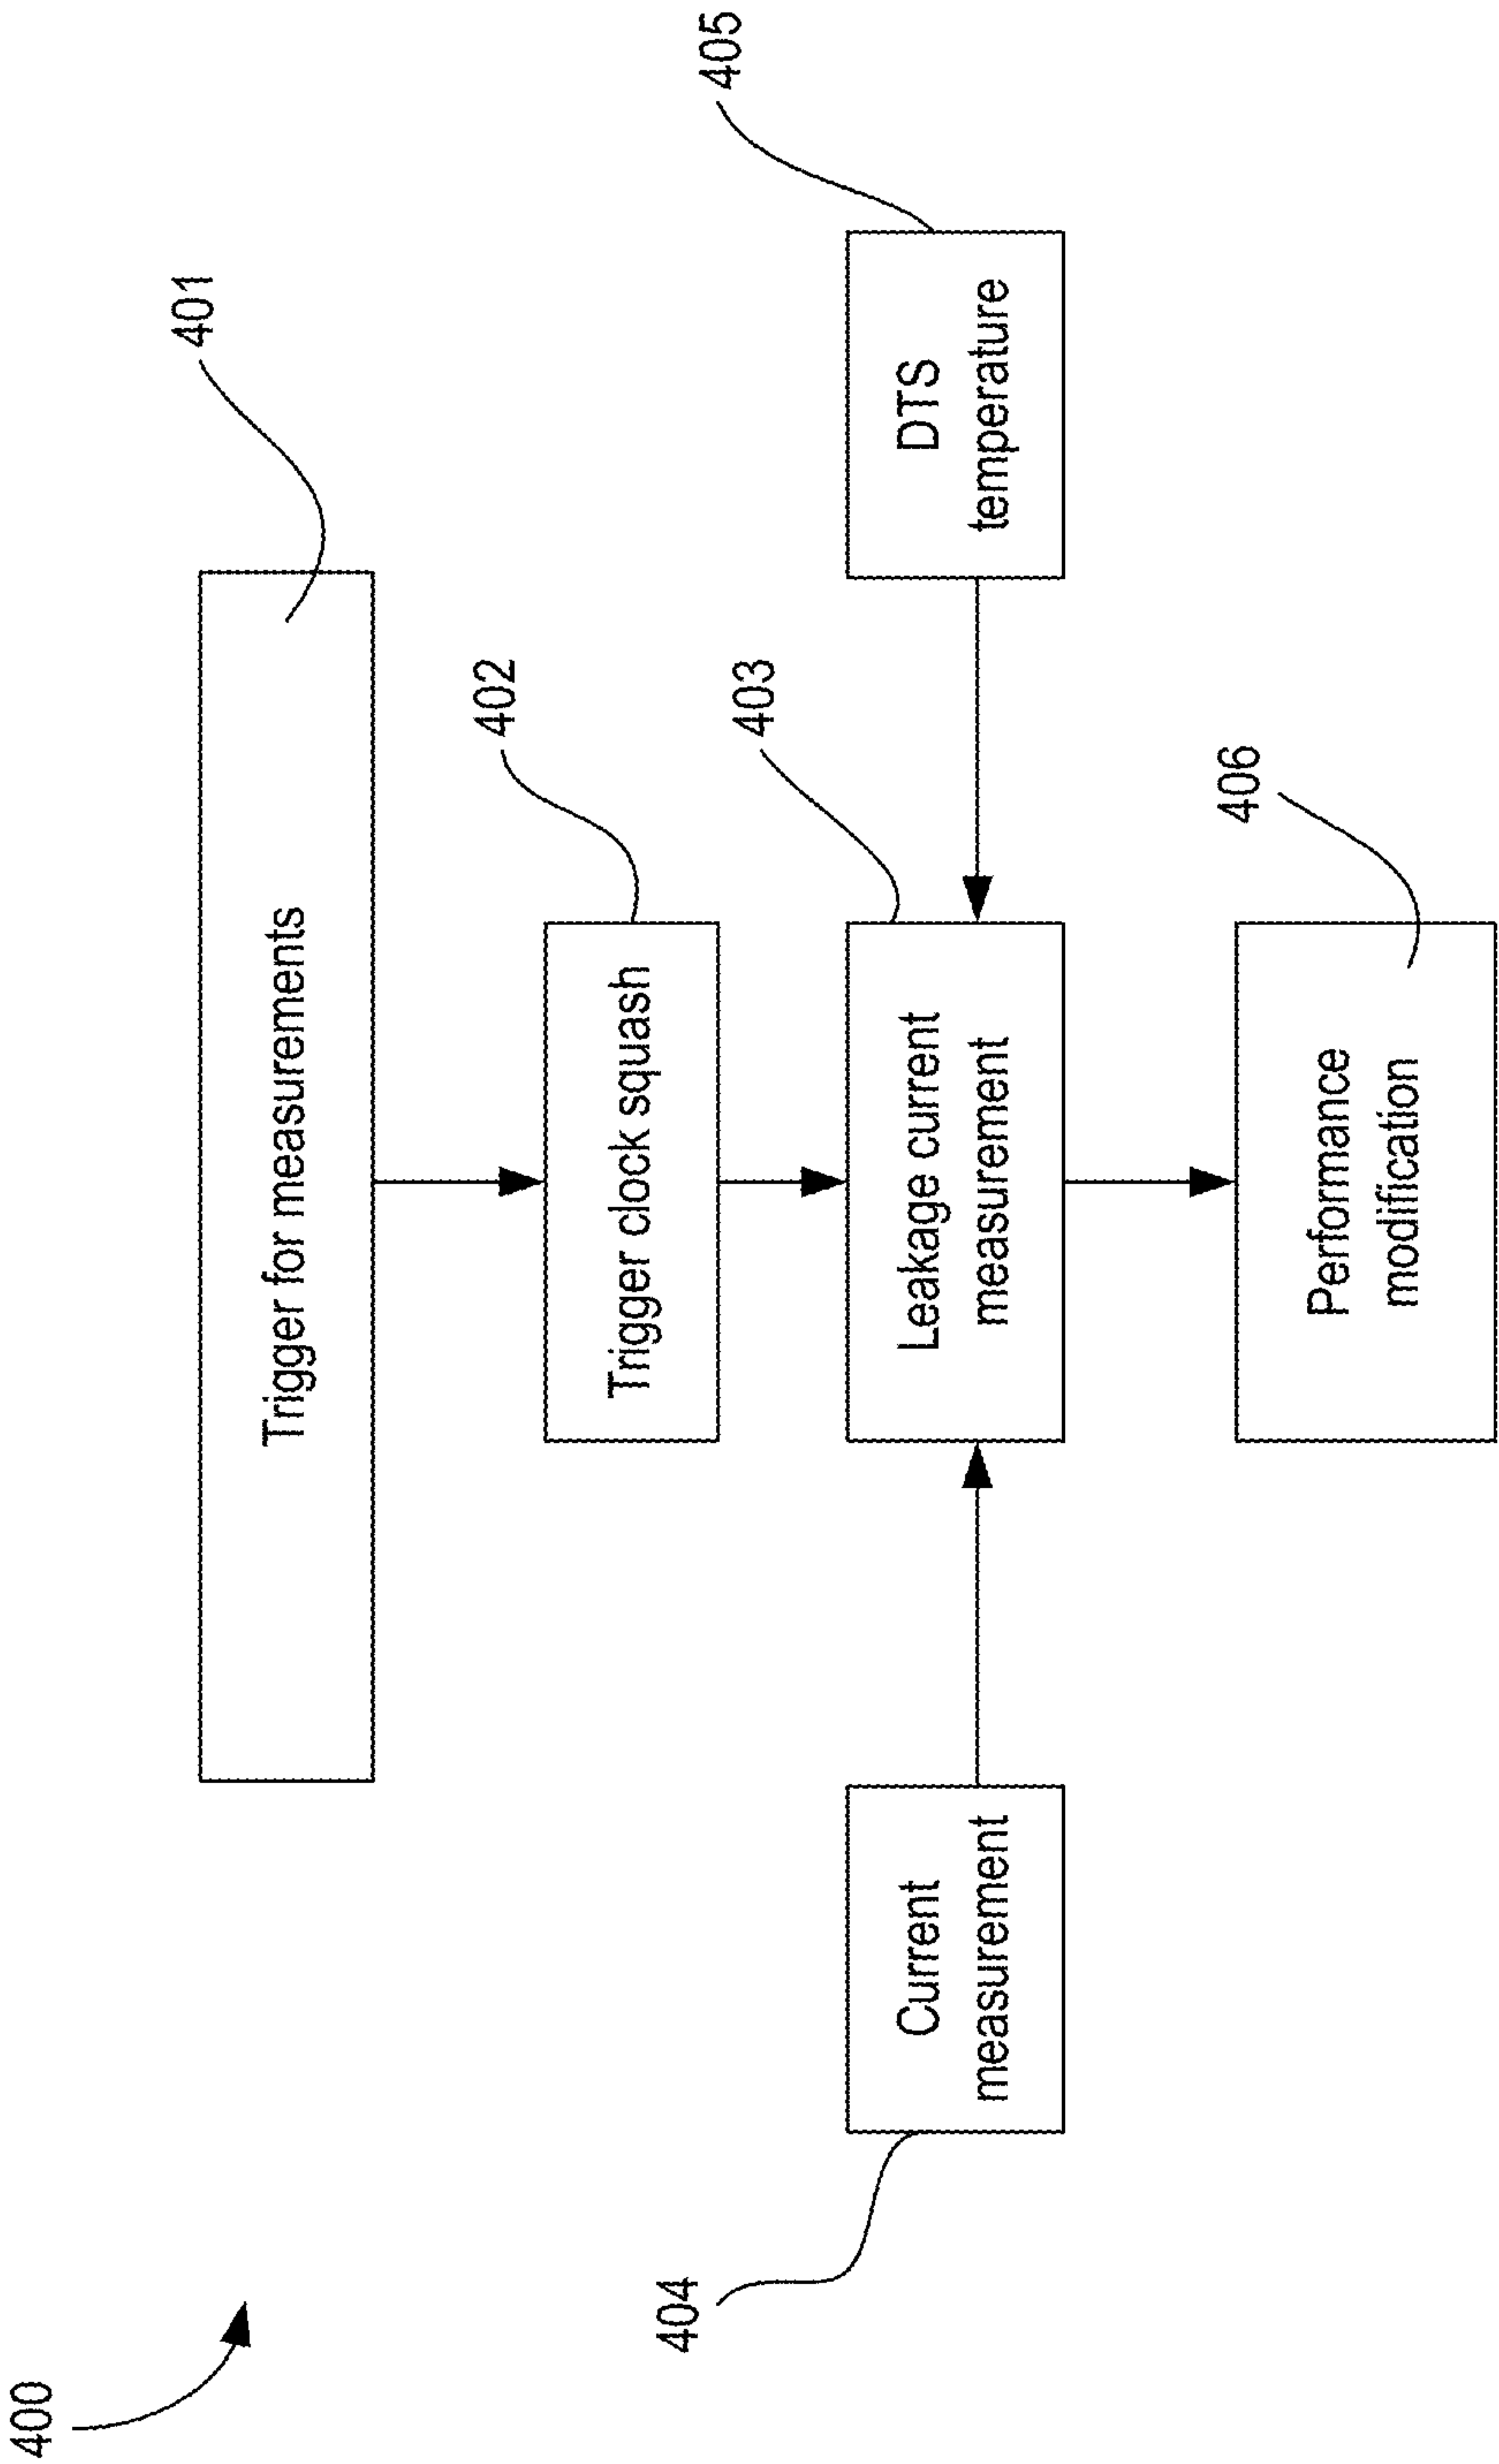 400
401
Trigger for measurements
402
Trigger clock squash
404
403
405
Current
measurement
Leakage current
measurement
DTS
temperature
406
Performance
modification